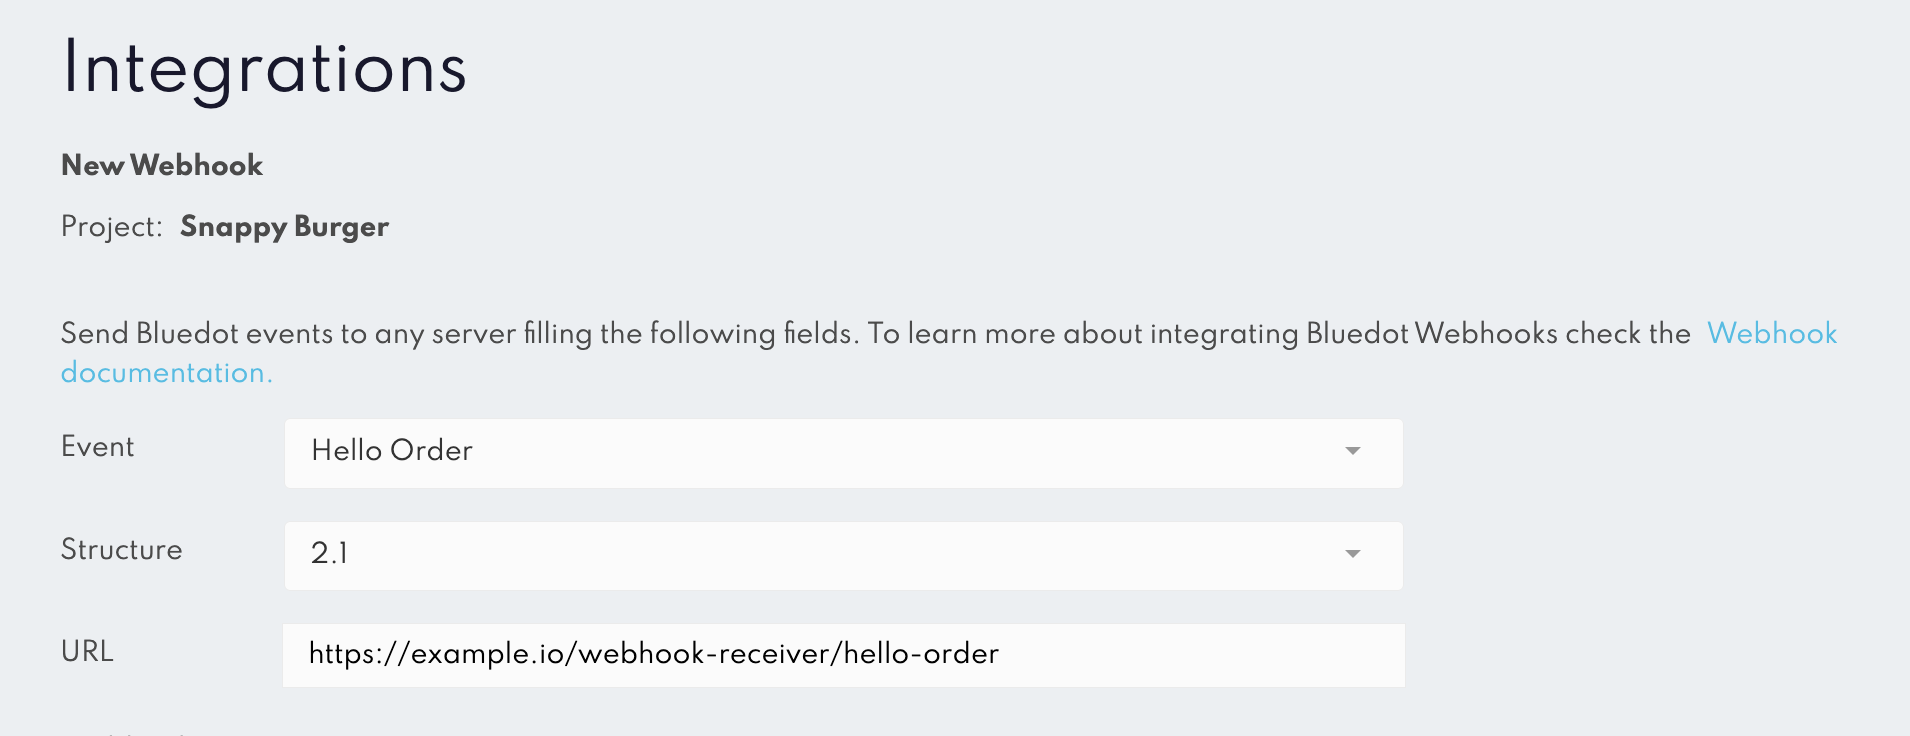 Integrations
New Webhook
Project: Snappy Burger
Send Bluedot events to any server filling the following fields. To learn more about integrating Bluedot Webhooks check the Webhook
documentation.
Event Hello Order
Structure 2.1
URL https://example.io/webhook-receiver/hello-order